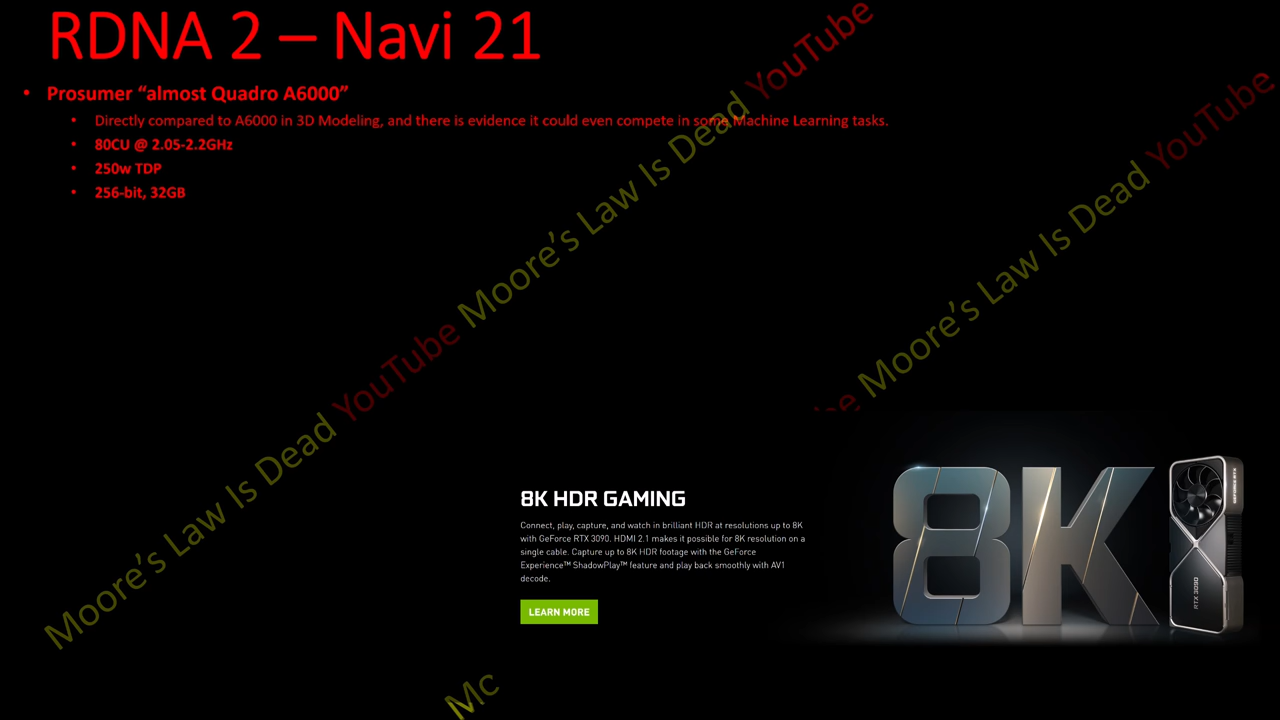 RDNA 2 – Navi 21
• Prosumer “almost Quadro A6000”
• Directly compared to A6000 in 3D Modeling, and there is evidence it could even compete in some Machine Learning tasks.
• 80CU @ 2.05-2.2GHz
• 250w TDP
• 256-bit, 32GB
Moore’s Law Is Dead YouTube Moore’s Law Is Dead YouTube
be Moore’s Law Is Dead YouTube
8K HDR GAMING
Connect, play, capture, and watch in brilliant HDR at resolutions up to 8K
with GeForce RTX 3090. HDMI 2.1 makes it possible for 8K resolution on a
single cable. Capture up to 8K HDR footage with the GeForce
Experience™ ShadowPlay™ feature and play back smoothly with AV1
decode.
LEARN MORE
8K
GEFORCE RTX
RTX 3090
Mc